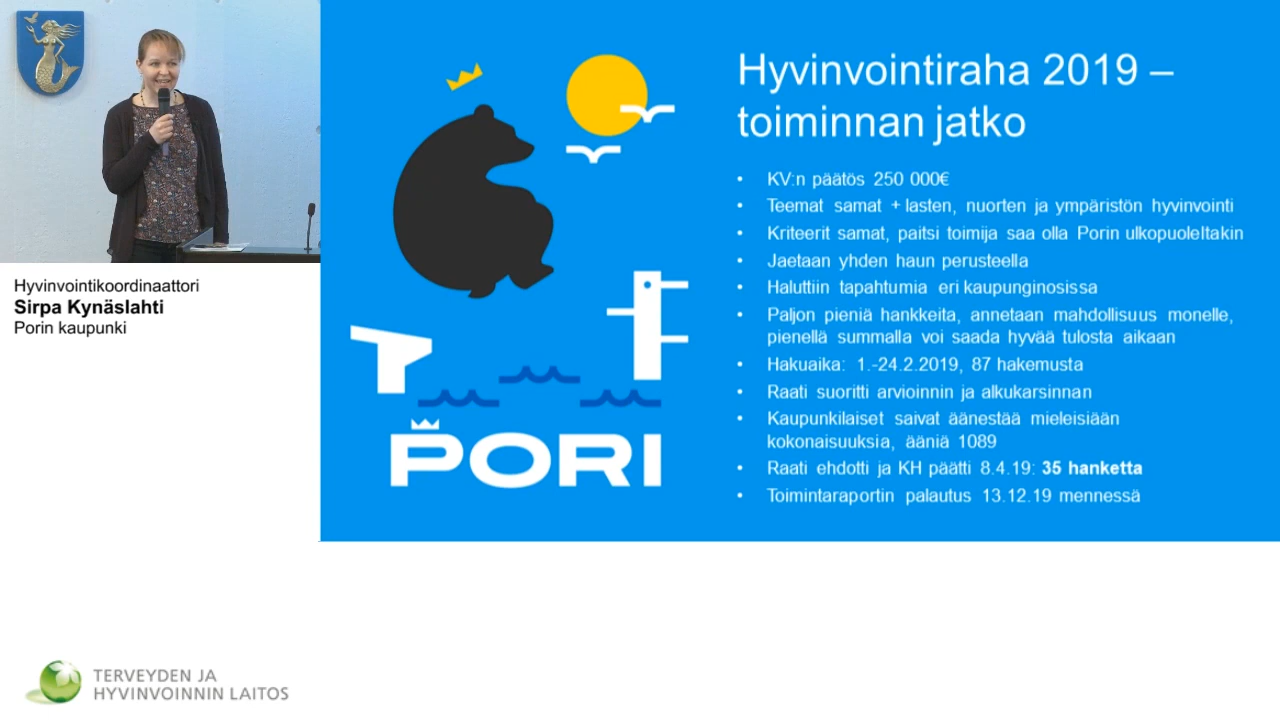 Hyvinvointikoordinaattori
Sirpa Kynäslahti
Porin kaupunki
Hyvinvointiraha 2019 –
toiminnan jatko
• KV:n päätös 250 000€
• Teemat samat + lasten, nuorten ja ympäristön hyvinvointi
• Kriteerit samat, paitsi toimija saa olla Porin ulkopuoleltakin
• Jaetaan yhden haun perusteella
• Haluttiin tapahtumia eri kaupunginosissa
• Paljon pieniä hankkeita, annetaan mahdollisuus monelle,
pienellä summalla voi saada hyvää tulosta aikaan
• Hakuaika: 1.-24.2.2019, 87 hakemusta
• Raati suoritti arvioinnin ja alkukarsinnan
• Kaupunkilaiset saivat äänestää mieleisiään
kokonaisuuksia, ääniä 1089
• Raati ehdotti ja KH päätti 8.4.19: 35 hanketta
• Toimintaraportin palautus 13.12.19 mennessä
PORI
TERVEYDEN JA
HYVINVOINNIN LAITOS